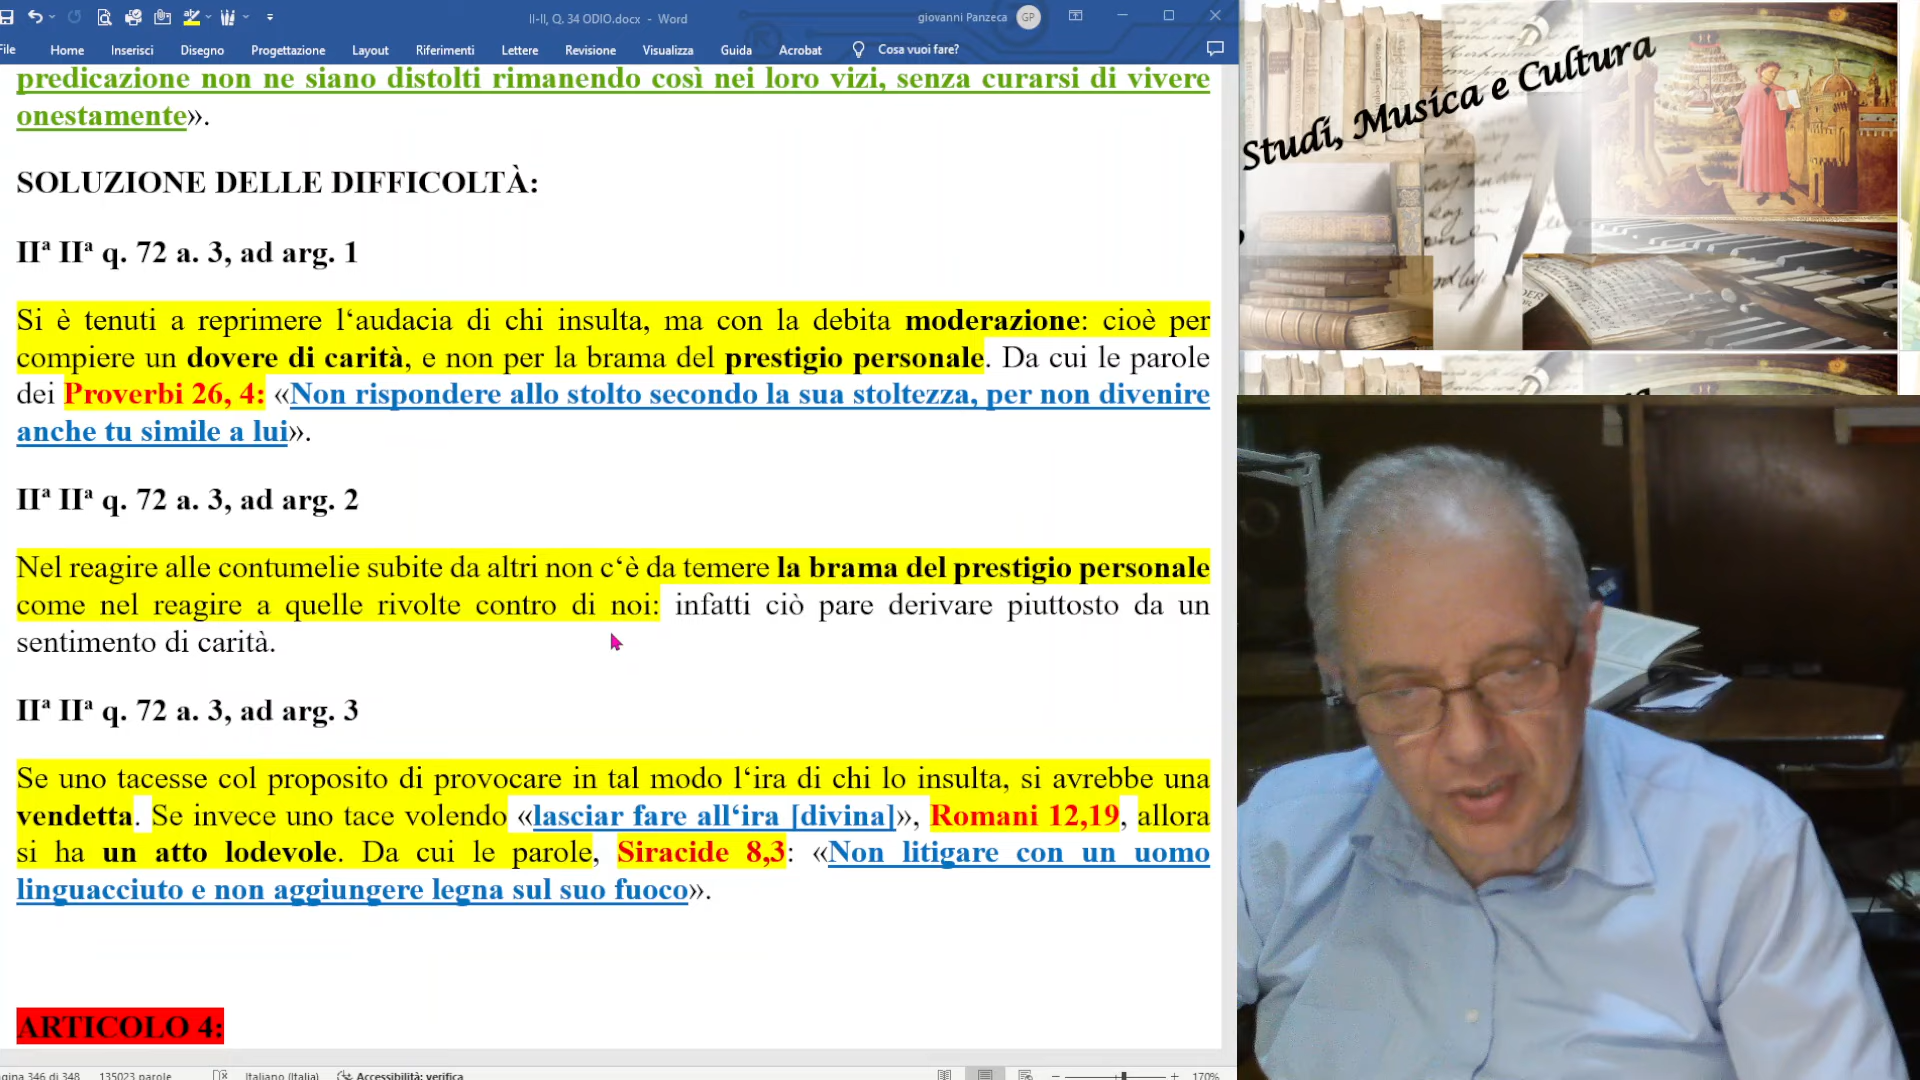 II-II, Q. 34 ODIO.docx - Word
giovanni Panzeca GP
File Home Inserisci Disegno Progettazione Layout Riferimenti Lettere Revisione Visualizza Guida Acrobat Cosa vuoi fare?
Studi, Musica e Cultura
predicazione non ne siano distolti rimanendo così nei loro vizi, senza curarsi di vivere
onestamente».
SOLUZIONE DELLE DIFFICOLTÀ:
IIª IIª q. 72 a. 3, ad arg. 1
Si è tenuti a reprimere l‘audacia di chi insulta, ma con la debita moderazione: cioè per
compiere un dovere di carità, e non per la brama del prestigio personale. Da cui le parole
dei Proverbi 26, 4: «Non rispondere allo stolto secondo la sua stoltezza, per non divenire
anche tu simile a lui».
IIª IIª q. 72 a. 3, ad arg. 2
Nel reagire alle contumelie subite da altri non c‘è da temere la brama del prestigio personale
come nel reagire a quelle rivolte contro di noi: infatti ciò pare derivare piuttosto da un
sentimento di carità.
IIª IIª q. 72 a. 3, ad arg. 3
Se uno tacesse col proposito di provocare in tal modo l‘ira di chi lo insulta, si avrebbe una
vendetta. Se invece uno tace volendo «lasciar fare all‘ira [divina]», Romani 12,19, allora
si ha un atto lodevole. Da cui le parole, Siracide 8,3: «Non litigare con un uomo
linguacciuto e non aggiungere legna sul suo fuoco».
ARTICOLO 4:
gina 346 di 348 135023 parole Italiano (Italia) Accessibilità: verifica 170%